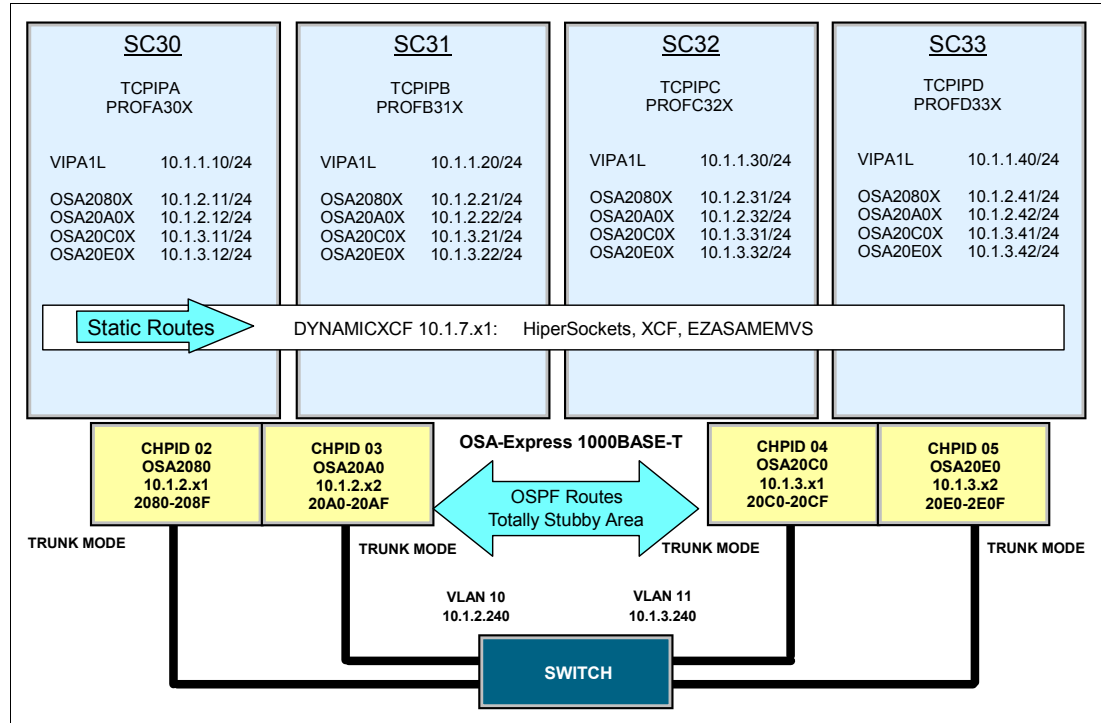 SC30
TCPIPA
PROFA30X
VIPA1L 10.1.1.10/24
OSA2080X 10.1.2.11/24
OSA20A0X 10.1.2.12/24
OSA20C0X 10.1.3.11/24
OSA20E0X 10.1.3.12/24
SC31
TCPIPB
PROFB31X
VIPA1L 10.1.1.20/24
OSA2080X 10.1.2.21/24
OSA20A0X 10.1.2.22/24
OSA20C0X 10.1.3.21/24
OSA20E0X 10.1.3.22/24
SC32
TCPIPC
PROFC32X
VIPA1L 10.1.1.30/24
OSA2080X 10.1.2.31/24
OSA20A0X 10.1.2.32/24
OSA20C0X 10.1.3.31/24
OSA20E0X 10.1.3.32/24
SC33
TCPIPD
PROFD33X
VIPA1L 10.1.1.40/24
OSA2080X 10.1.2.41/24
OSA20A0X 10.1.2.42/24
OSA20C0X 10.1.3.41/24
OSA20E0X 10.1.3.42/24
Static Routes
DYNAMICXCF 10.1.7.x1: HiperSockets, XCF, EZASAMEMVS
CHPID 02
OSA2080
10.1.2.x1
2080-208F
CHPID 03
OSA20A0
10.1.2.x2
20A0-20AF
OSA-Express 1000BASE-T
OSPF Routes
Totally Stubby Area
CHPID 04
OSA20C0
10.1.3.x1
20C0-20CF
CHPID 05
OSA20E0
10.1.3.x2
20E0-2E0F
TRUNK MODE
TRUNK MODE
TRUNK MODE
TRUNK MODE
VLAN 10
10.1.2.240
VLAN 11
10.1.3.240
SWITCH